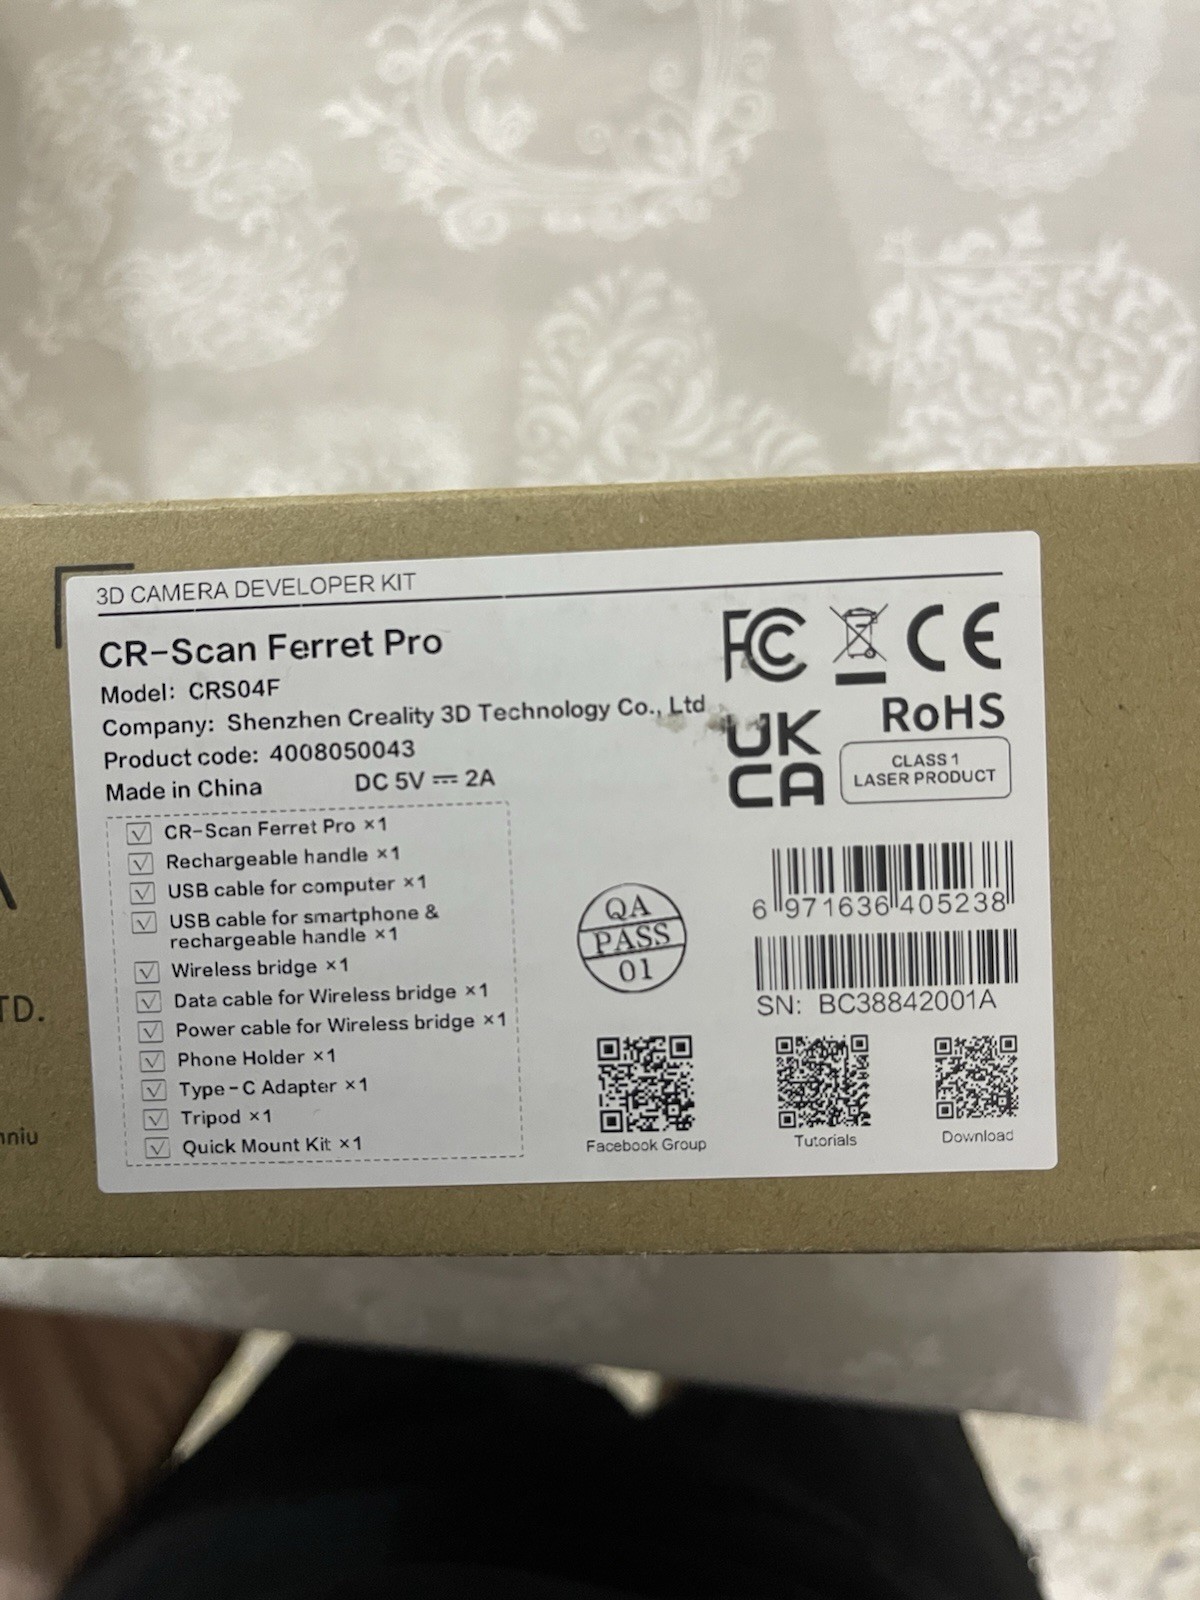 3D CAMERA DEVELOPER KIT
CR-Scan Ferret Pro
Model: CRS04F
Company: Shenzhen Creality 3D Technology Co., Ltd
Product code: 4008050043
Made in China DC 5V ⎓ 2A
FC CE
UK
CA
RoHS
CLASS 1
LASER PRODUCT
CR-Scan Ferret Pro ×1
Rechargeable handle ×1
USB cable for computer ×1
USB cable for smartphone &
rechargeable handle ×1
Wireless bridge ×1
Data cable for Wireless bridge ×1
Power cable for Wireless bridge ×1
Phone Holder ×1
Type-C Adapter ×1
Tripod ×1
Quick Mount Kit ×1
QA
PASS
01
6 971636 405238
SN: BC38842001A
Facebook Group
Tutorials
Download
TD.